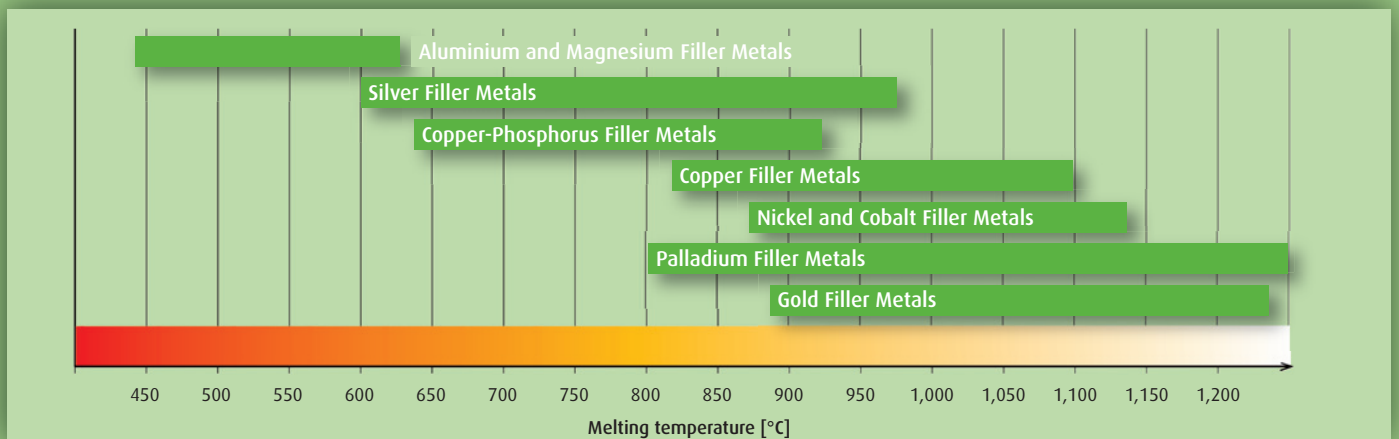 Aluminium and Magnesium Filler Metals
Silver Filler Metals
Copper-Phosphorus Filler Metals
Copper Filler Metals
Nickel and Cobalt Filler Metals
Palladium Filler Metals
Gold Filler Metals
450 500 550 600 650 700 750 800 850 900 950 1,000 1,050 1,100 1,150 1,200
Melting temperature [°C]